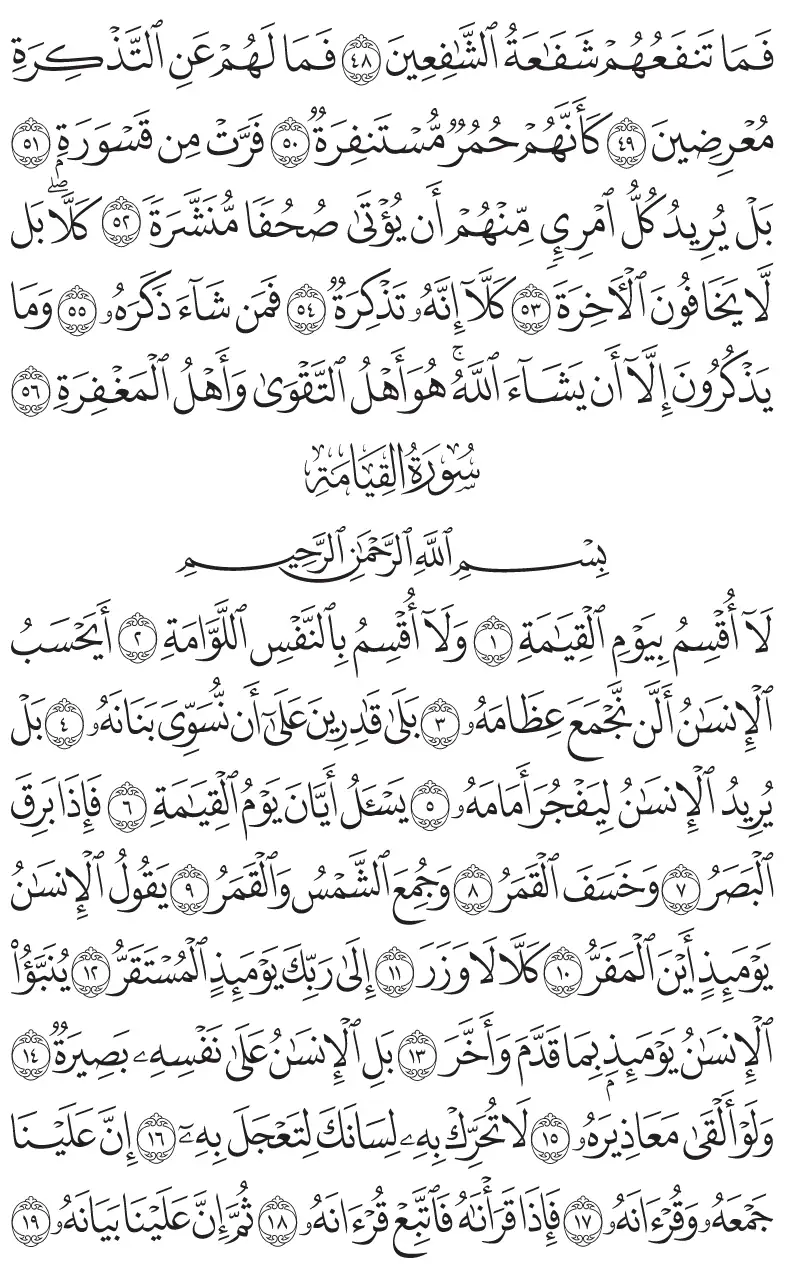 فَمَا تَنفَعُهُمْ شَفَٰعَةُ ٱلشَّٰفِعِينَ ٤٨ فَمَا لَهُمْ عَنِ ٱلتَّذْكِرَةِ
مُعْرِضِينَ ٤٩ كَأَنَّهُمْ حُمُرٌ مُّسْتَنفِرَةٌ ٥٠ فَرَّتْ مِن قَسْوَرَةٍۭ ٥١
بَلْ يُرِيدُ كُلُّ ٱمْرِئٍ مِّنْهُمْ أَن يُؤْتَىٰ صُحُفًا مُّنَشَّرَةً ٥٢ كَلَّاۖ بَل
لَّا يَخَافُونَ ٱلْأٓخِرَةَ ٥٣ كَلَّآ إِنَّهُۥ تَذْكِرَةٌ ٥٤ فَمَن شَآءَ ذَكَرَهُۥ ٥٥ وَمَا
يَذْكُرُونَ إِلَّآ أَن يَشَآءَ ٱللَّهُۚ هُوَ أَهْلُ ٱلتَّقْوَىٰ وَأَهْلُ ٱلْمَغْفِرَةِ ٥٦
سُورَةُ القِيَامَةِ
بِسْمِ ٱللَّهِ ٱلرَّحْمَٰنِ ٱلرَّحِيمِ
لَآ أُقْسِمُ بِيَوْمِ ٱلْقِيَٰمَةِ ١ وَلَآ أُقْسِمُ بِٱلنَّفْسِ ٱللَّوَّامَةِ ٢ أَيَحْسَبُ
ٱلْإِنسَٰنُ أَلَّن نَّجْمَعَ عِظَامَهُۥ ٣ بَلَىٰ قَٰدِرِينَ عَلَىٰٓ أَن نُّسَوِّىَ بَنَانَهُۥ ٤ بَلْ
يُرِيدُ ٱلْإِنسَٰنُ لِيَفْجُرَ أَمَامَهُۥ ٥ يَسْـَٔلُ أَيَّانَ يَوْمُ ٱلْقِيَٰمَةِ ٦ فَإِذَا بَرِقَ
ٱلْبَصَرُ ٧ وَخَسَفَ ٱلْقَمَرُ ٨ وَجُمِعَ ٱلشَّمْسُ وَٱلْقَمَرُ ٩ يَقُولُ ٱلْإِنسَٰنُ
يَوْمَئِذٍ أَيْنَ ٱلْمَفَرُّ ١٠ كَلَّا لَا وَزَرَ ١١ إِلَىٰ رَبِّكَ يَوْمَئِذٍ ٱلْمُسْتَقَرُّ ١٢ يُنَبَّؤُا۟
ٱلْإِنسَٰنُ يَوْمَئِذٍۭ بِمَا قَدَّمَ وَأَخَّرَ ١٣ بَلِ ٱلْإِنسَٰنُ عَلَىٰ نَفْسِهِۦ بَصِيرَةٌ ١٤
وَلَوْ أَلْقَىٰ مَعَاذِيرَهُۥ ١٥ لَا تُحَرِّكْ بِهِۦ لِسَانَكَ لِتَعْجَلَ بِهِۦٓ ١٦ إِنَّ عَلَيْنَا
جَمْعَهُۥ وَقُرْءَانَهُۥ ١٧ فَإِذَا قَرَأْنَٰهُ فَٱتَّبِعْ قُرْءَانَهُۥ ١٨ ثُمَّ إِنَّ عَلَيْنَا بَيَانَهُۥ ١٩